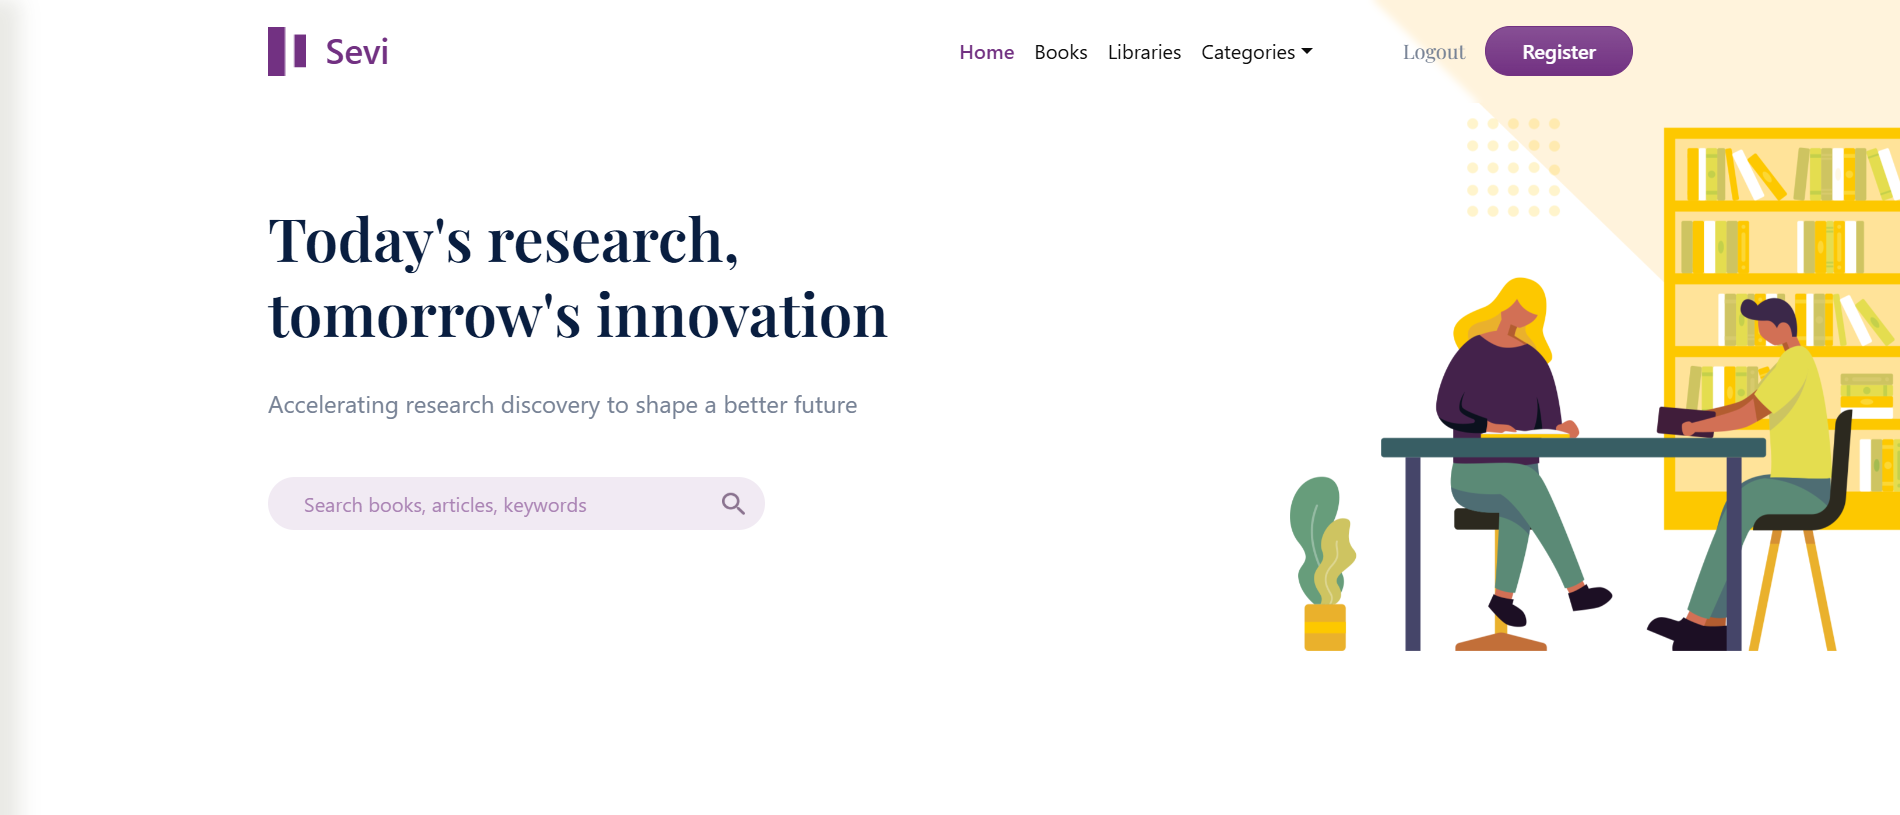 Sevi
Home Books Libraries Categories Logout Register
Today's research,
tomorrow's innovation
Accelerating research discovery to shape a better future
Search books, articles, keywords